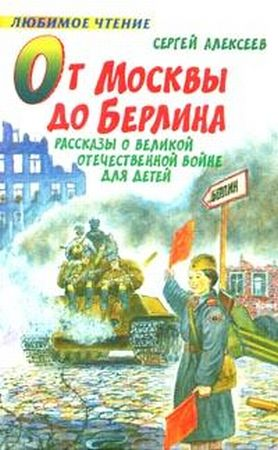 ЛЮБИМОЕ ЧТЕНИЕ
СЕРГЕЙ АЛЕКСЕЕВ
ОТ МОСКВЫ
ДО БЕРЛИНА
РАССКАЗЫ О ВЕЛИКОЙ
ОТЕЧЕСТВЕННОЙ ВОЙНЕ
ДЛЯ ДЕТЕЙ
БЕРЛИН